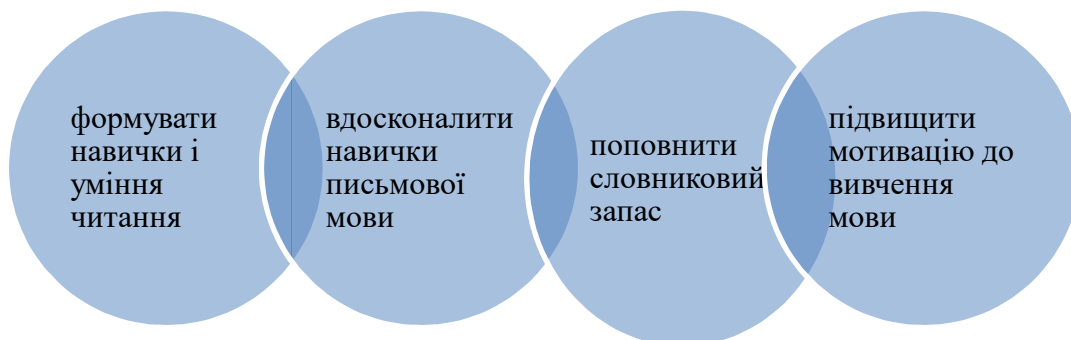 формувати
навички і
уміння
читання
вдосконалити
навички
письмової
мови
поповнити
словниковий
запас
підвищити
мотивацію до
вивчення
мови